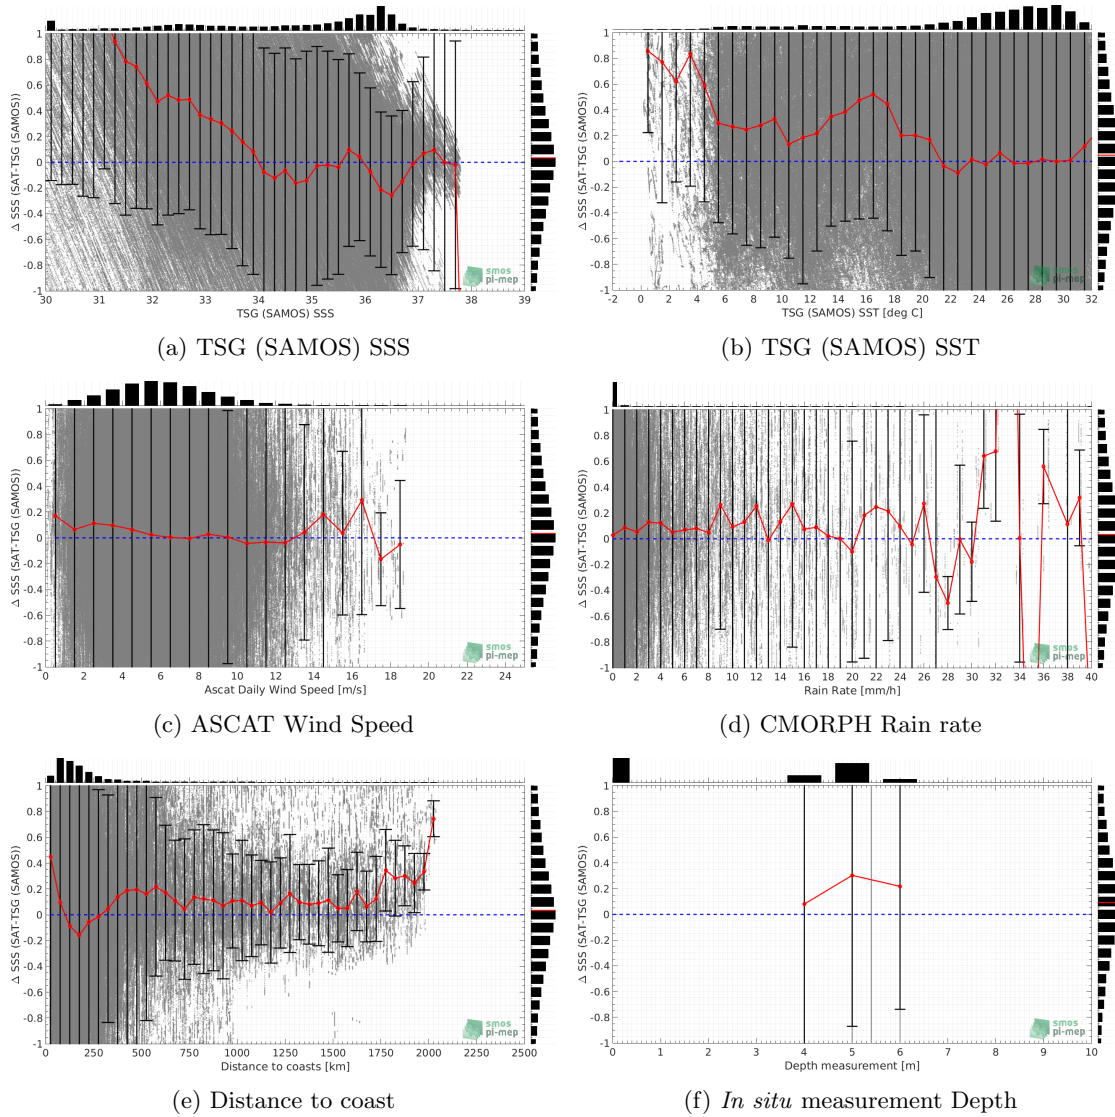 1
0.8
0.6
0.4
0.2
0
-0.2
-0.4
-0.6
-0.8
-1
Δ SSS (SAT-TSG (SAMOS))
30 31 32 33 34 35 36 37 38 39
TSG (SAMOS) SSS
smos
pi-mep
(a) TSG (SAMOS) SSS
1
0.8
0.6
0.4
0.2
0
-0.2
-0.4
-0.6
-0.8
-1
Δ SSS (SAT-TSG (SAMOS))
-2 0 2 4 6 8 10 12 14 16 18 20 22 24 26 28 30 32
TSG (SAMOS) SST [deg C]
smos
pi-mep
(b) TSG (SAMOS) SST
1
0.8
0.6
0.4
0.2
0
-0.2
-0.4
-0.6
-0.8
-1
Δ SSS (SAT-TSG (SAMOS))
0 2 4 6 8 10 12 14 16 18 20 22 24
Ascat Daily Wind Speed [m/s]
smos
pi-mep
(c) ASCAT Wind Speed
1
0.8
0.6
0.4
0.2
0
-0.2
-0.4
-0.6
-0.8
-1
Δ SSS (SAT-TSG (SAMOS))
0 2 4 6 8 10 12 14 16 18 20 22 24 26 28 30 32 34 36 38 40
Rain Rate [mm/h]
smos
pi-mep
(d) CMORPH Rain rate
1
0.8
0.6
0.4
0.2
0
-0.2
-0.4
-0.6
-0.8
-1
Δ SSS (SAT-TSG (SAMOS))
0 250 500 750 1000 1250 1500 1750 2000 2250 2500
Distance to coasts [km]
smos
pi-mep
(e) Distance to coast
1
0.8
0.6
0.4
0.2
0
-0.2
-0.4
-0.6
-0.8
-1
Δ SSS (SAT-TSG (SAMOS))
0 1 2 3 4 5 6 7 8 9 10
Depth measurement [m]
smos
pi-mep
(f) In situ measurement Depth